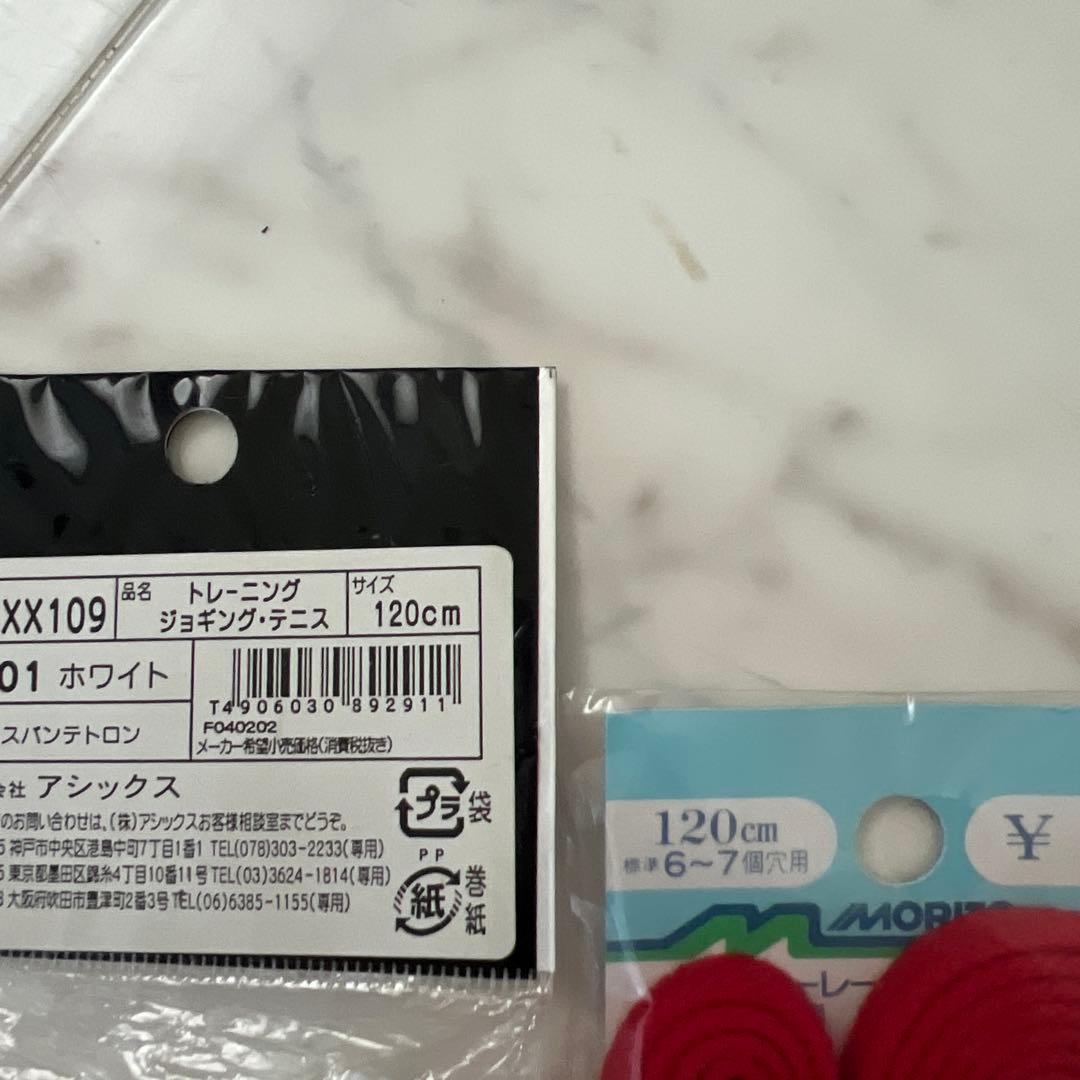 XX109
品名
トレーニング
ジョギング・テニス
サイズ
120cm
01 ホワイト
スパンテトロン
T4906030892911
F040202
メーカー希望小売価格(消費税抜き)
会社 アシックス
のお問い合わせは、(株)アシックスお客様相談室までどうぞ。
5 神戸市中央区港島中町7丁目1番1 TEL(078)303-2233(専用)
5 東京都墨田区錦糸4丁目10番11号 TEL(03)3624-1814(専用)
3 大阪府吹田市豊津町2番3号 TEL(06)6385-1155(専用)
プラ
袋
PP
紙
巻紙
120cm
標準6〜7個穴用
¥
MORITO
ーレー